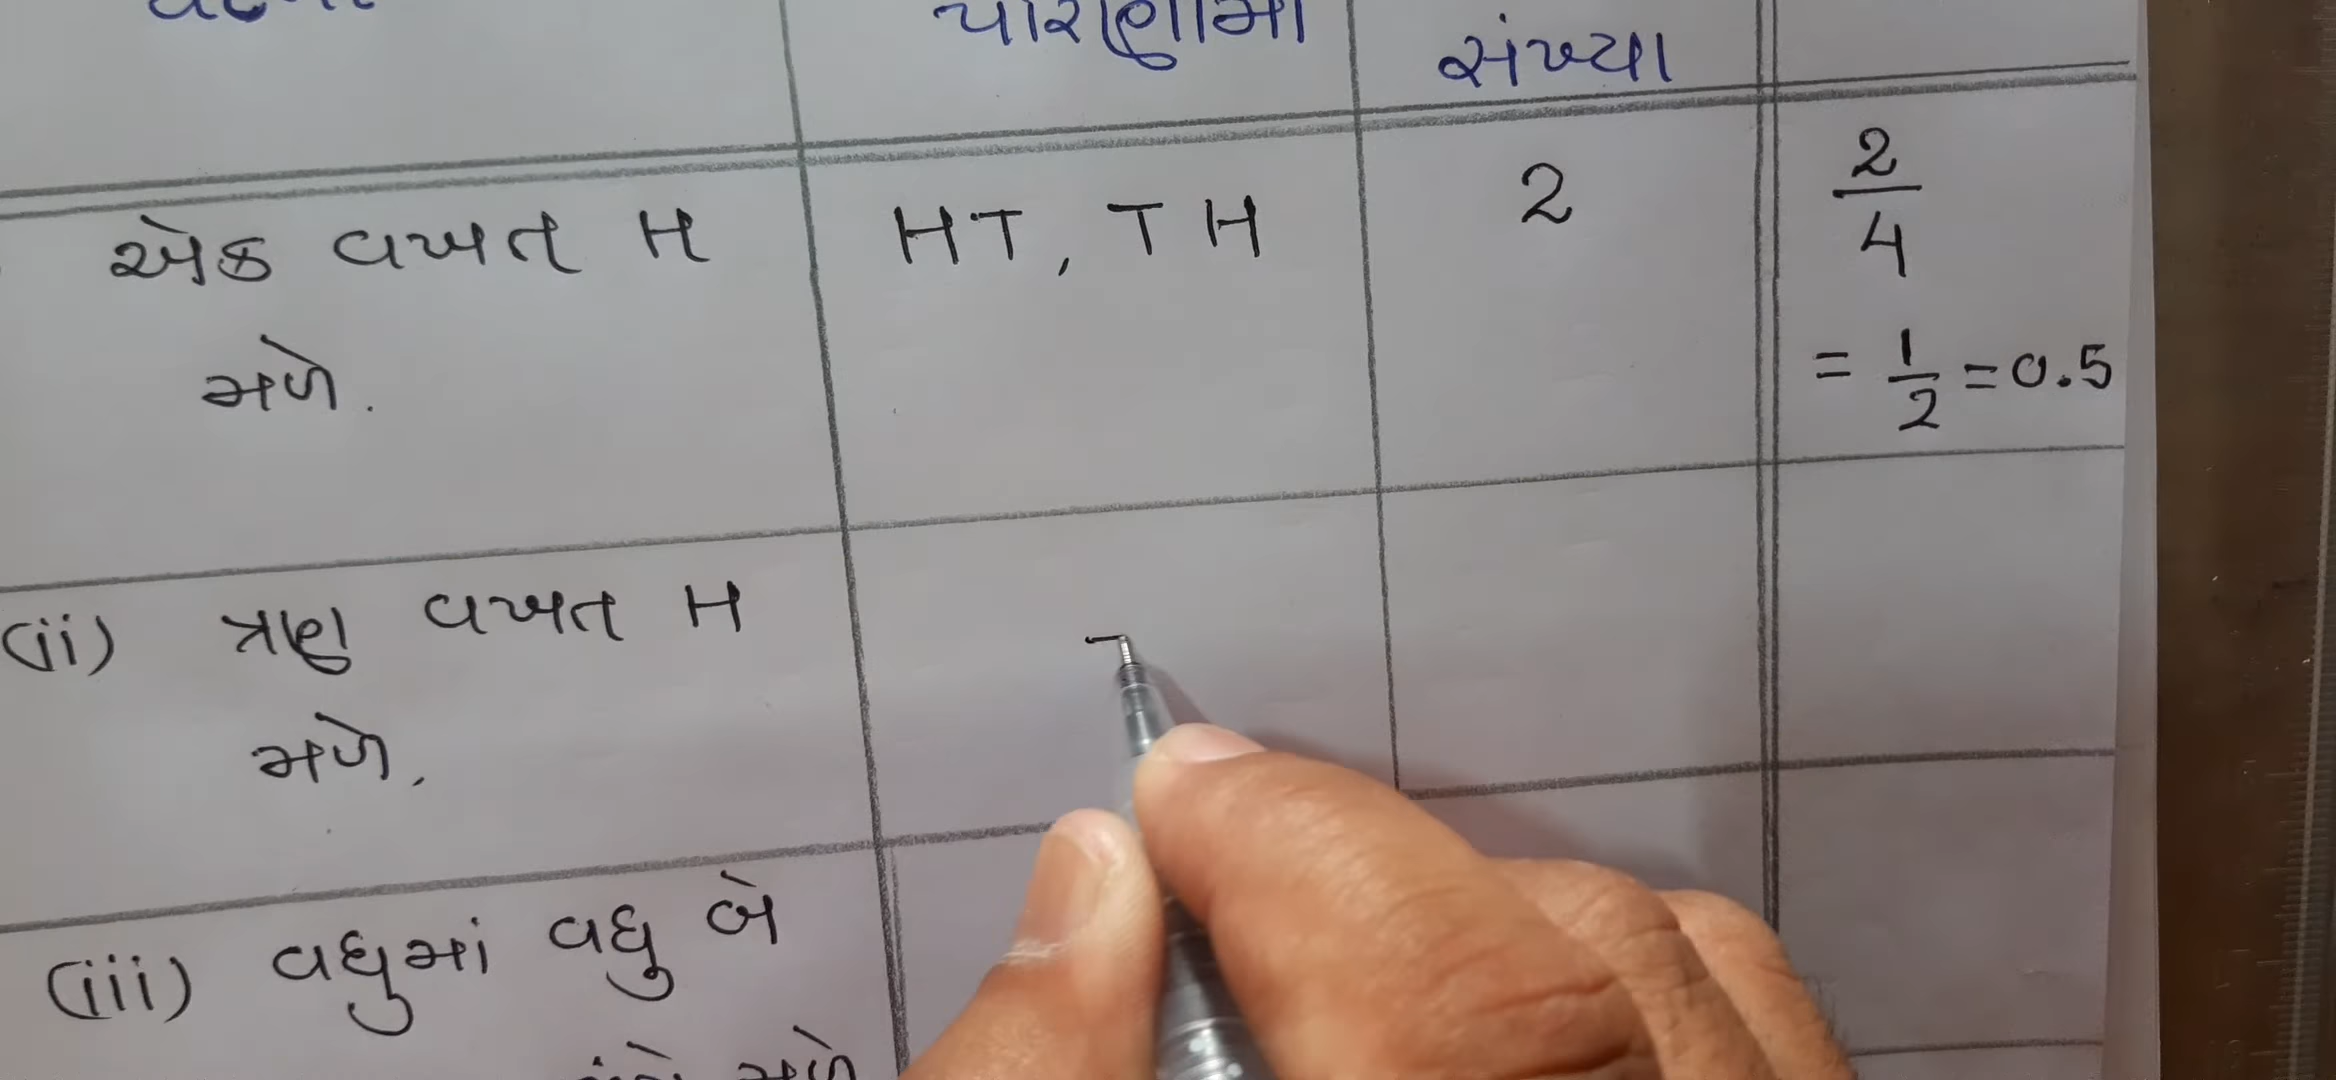 પરિણામો
સંખ્યા
એક વખત H
મળે.
HT, TH
2
2/4
= 1/2 = 0.5
(ii) ત્રણ વખત H
મળે.
(iii) વધુમાં વધુ બે
મળે